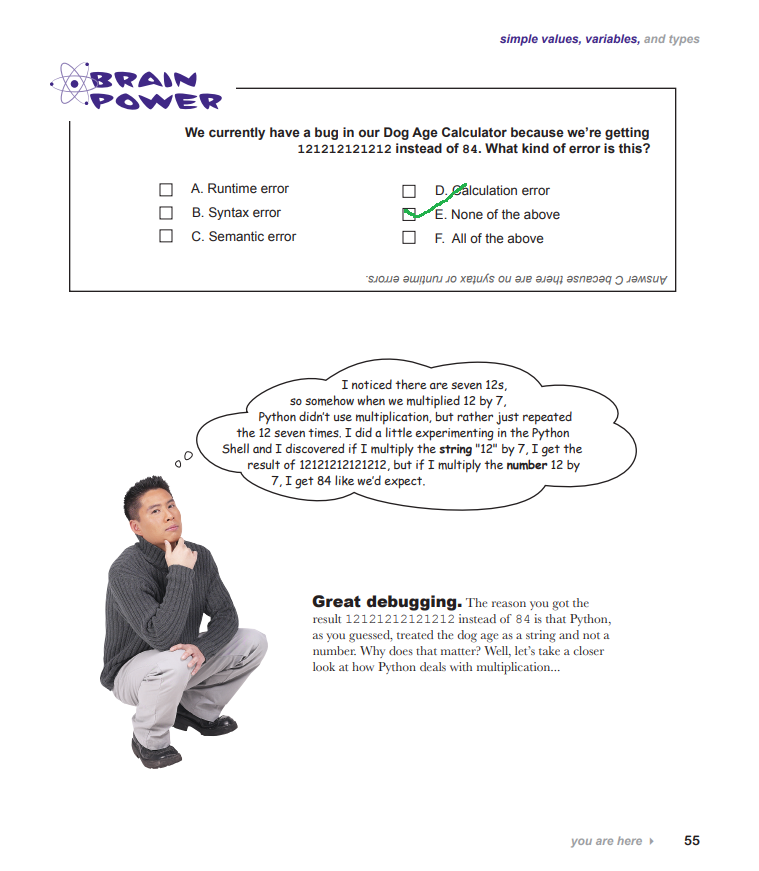 simple values, variables, and types
BRAIN
POWER
We currently have a bug in our Dog Age Calculator because we're getting
121212121212 instead of 84. What kind of error is this?
A. Runtime error
B. Syntax error
C. Semantic error
D. Calculation error
E. None of the above
F. All of the above
Answer C because there are no syntax or runtime errors.
I noticed there are seven 12s,
so somehow when we multiplied 12 by 7,
Python didn't use multiplication, but rather just repeated
the 12 seven times. I did a little experimenting in the Python
Shell and I discovered if I multiply the string "12" by 7, I get the
result of 12121212121212, but if I multiply the number 12 by
7, I get 84 like we'd expect.
Great debugging. The reason you got the
result 12121212121212 instead of 84 is that Python,
as you guessed, treated the dog age as a string and not a
number. Why does that matter? Well, let's take a closer
look at how Python deals with multiplication...
you are here
55